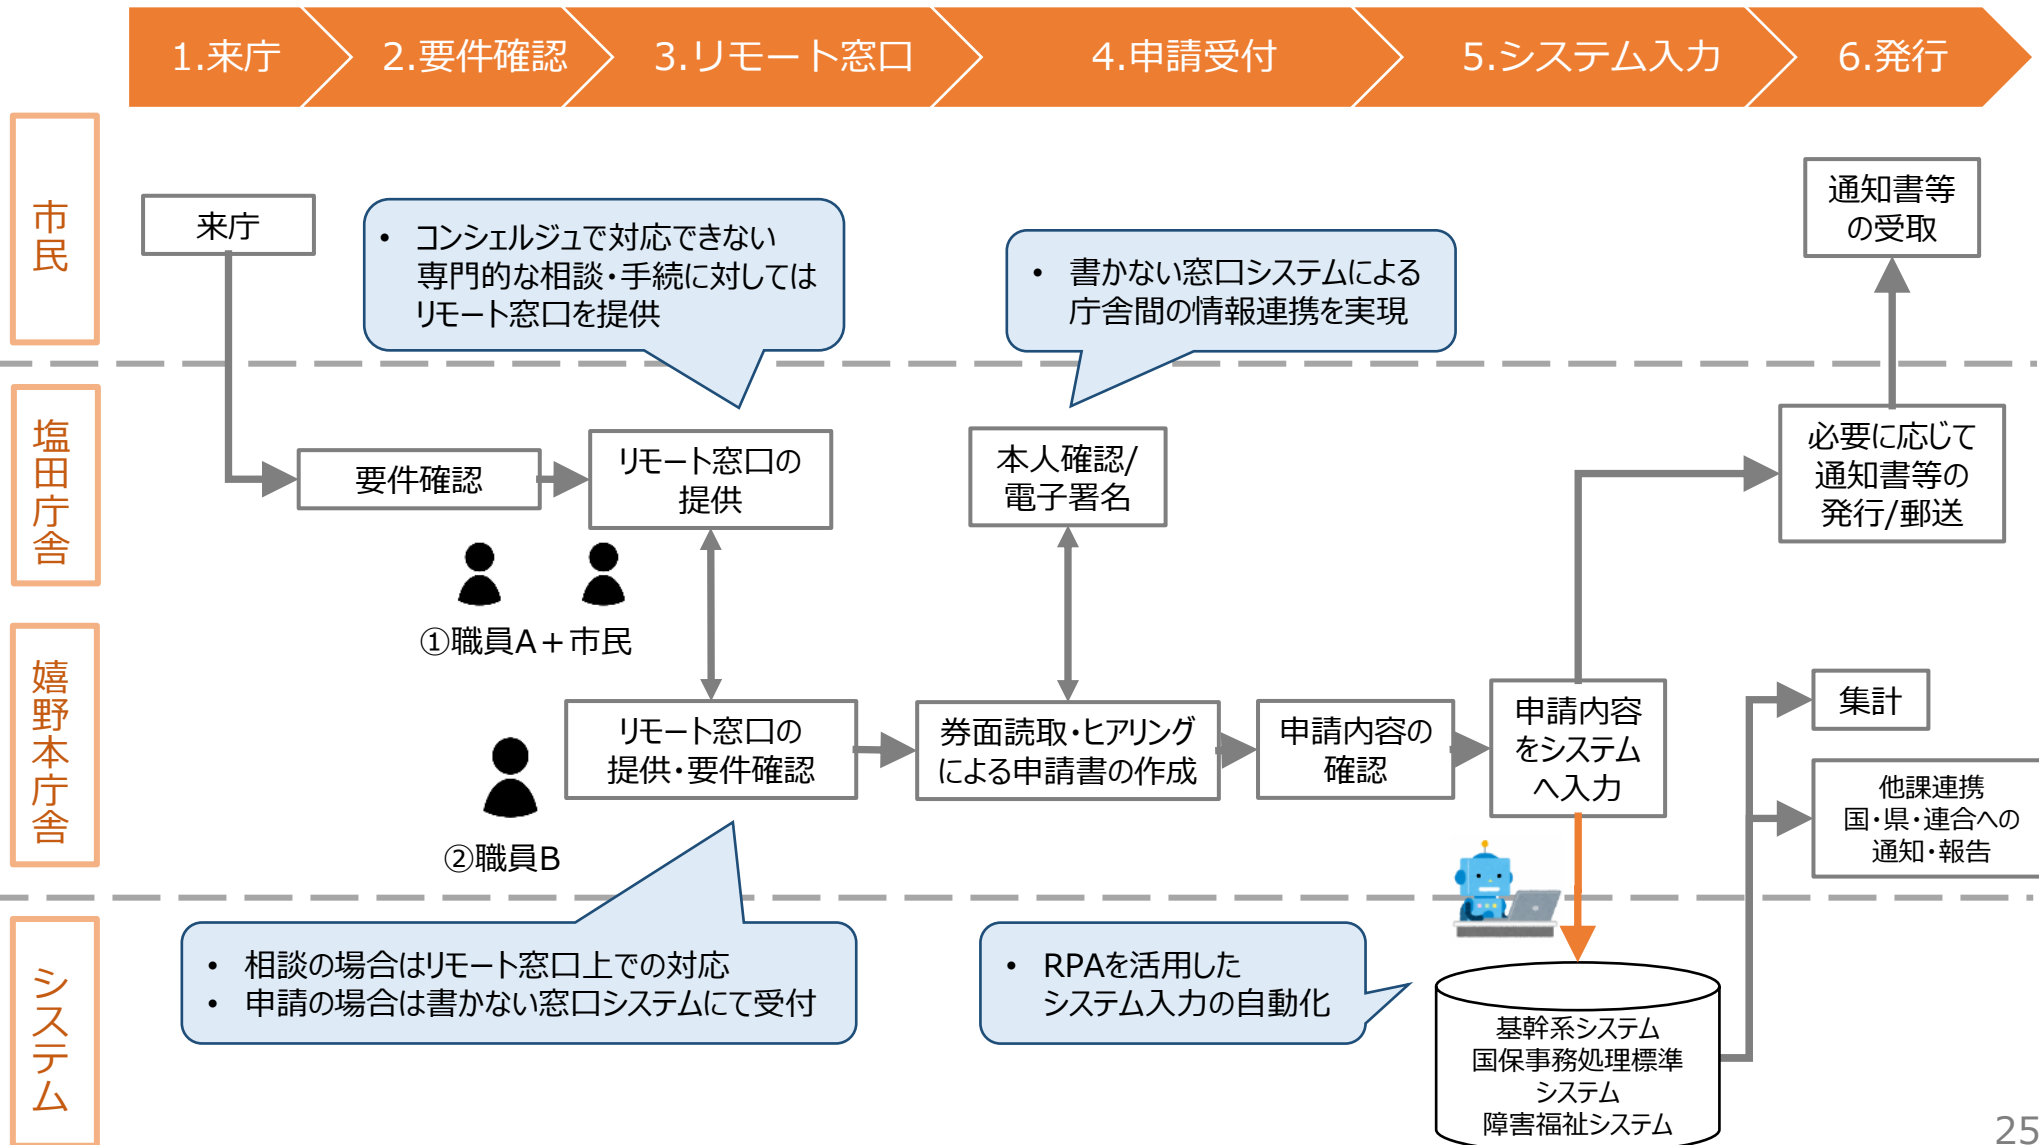 1.来庁
2.要件確認
3.リモート窓口
4.申請受付
5.システム入力
6.発行
市民
来庁
• コンシェルジュで対応できない
専門的な相談・手続に対しては
リモート窓口を提供
• 書かない窓口システムによる
庁舎間の情報連携を実現
通知書等
の受取
塩田庁舎
要件確認
リモート窓口の
提供
本人確認/
電子署名
必要に応じて
通知書等の
発行/郵送
①職員A+市民
嬉野本庁舎
②職員B
リモート窓口の
提供・要件確認
券面読取・ヒアリング
による申請書の作成
申請内容の
確認
申請内容
をシステム
へ入力
集計
他課連携
国・県・連合への
通知・報告
システム
• 相談の場合はリモート窓口上での対応
• 申請の場合は書かない窓口システムにて受付
• RPAを活用した
システム入力の自動化
基幹系システム
国保事務処理標準
システム
障害福祉システム
25